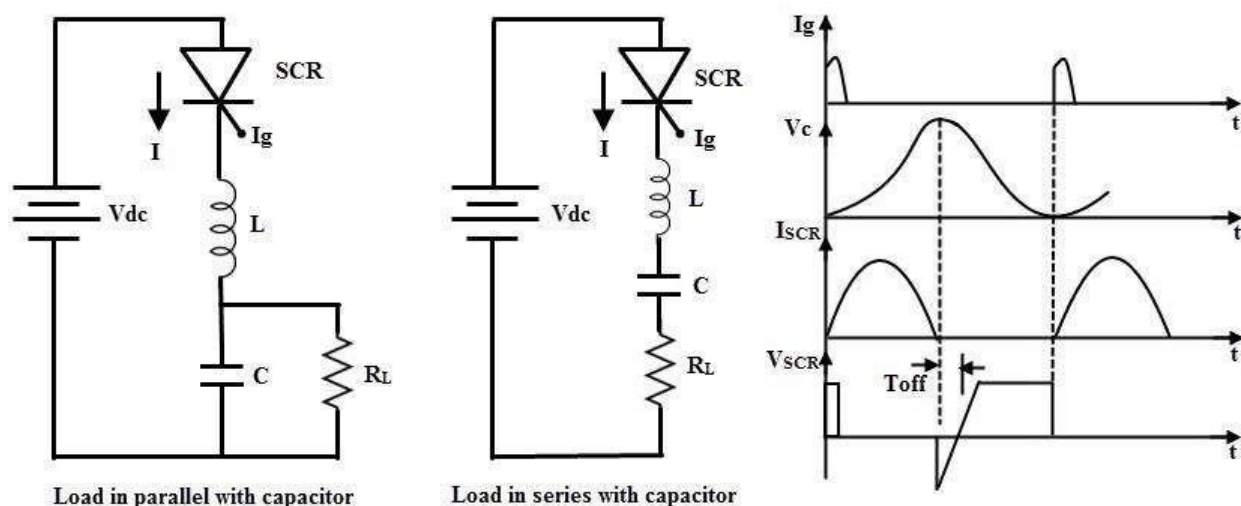 SCR
I
Ig
Vdc
L
C
RL
Load in parallel with capacitor
SCR
I
Ig
Vdc
L
C
RL
Load in series with capacitor
Ig
t
Vc
t
ISCR
t
VSCR
Toff
t